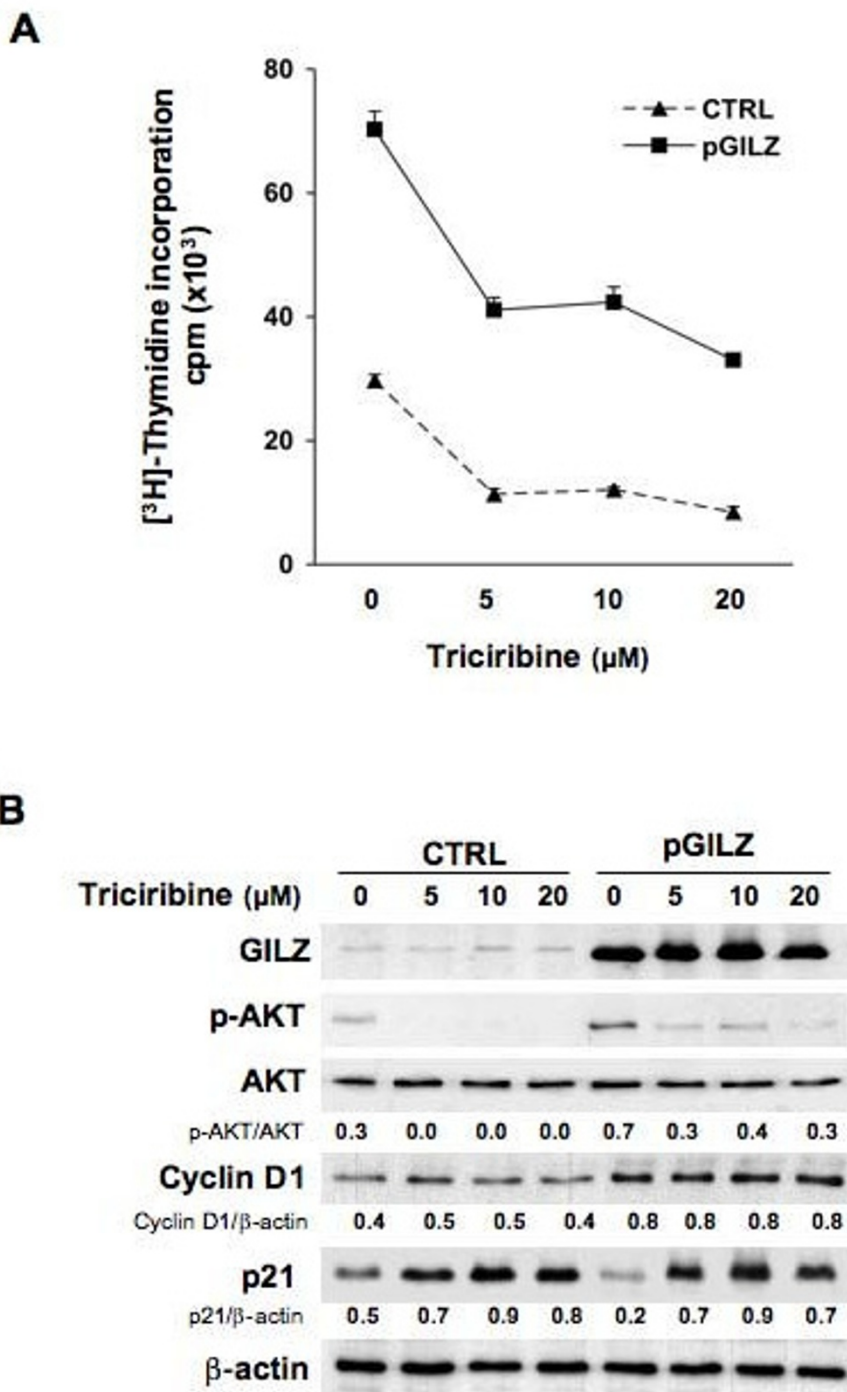 A
80
60
40
20
0
[³H]-Thymidine incorporation
cpm (x10³)
CTRL
pGILZ
0 5 10 20
Triciribine (µM)
B
CTRL pGILZ
Triciribine (µM) 0 5 10 20 0 5 10 20
GILZ
p-AKT
AKT
p-AKT/AKT 0.3 0.0 0.0 0.0 0.7 0.3 0.4 0.3
Cyclin D1
Cyclin D1/β-actin 0.4 0.5 0.5 0.4 0.8 0.8 0.8 0.8
p21
p21/β-actin 0.5 0.7 0.9 0.8 0.2 0.7 0.9 0.7
β-actin